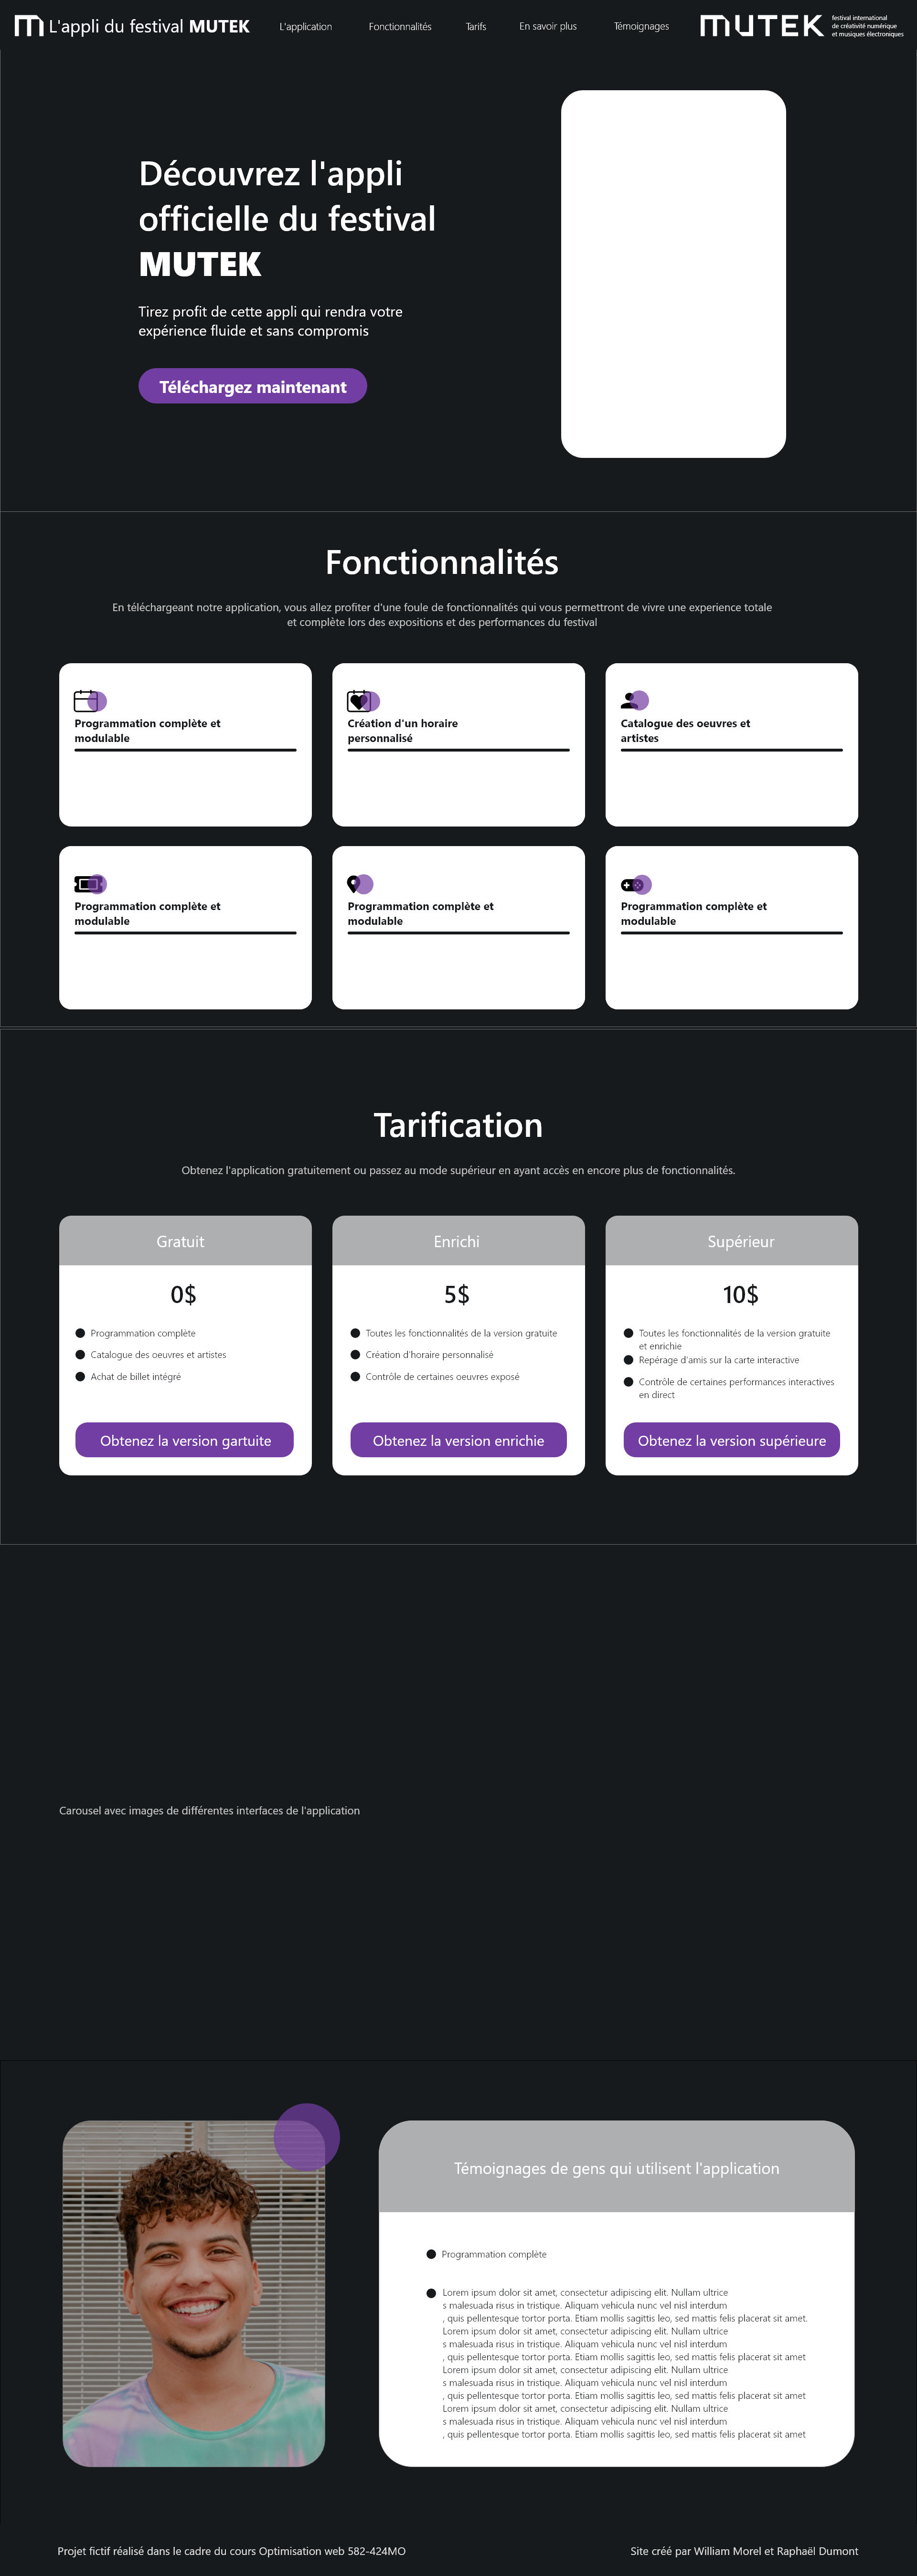 L'appli du festival MUTEK
L'application
Fonctionnalités
Tarifs
En savoir plus
Témoignages
MUTEK
festival international
de créativité numérique
et musiques électroniques
Découvrez l'appli
officielle du festival
MUTEK
Tirez profit de cette appli qui rendra votre
expérience fluide et sans compromis
Téléchargez maintenant
Fonctionnalités
En téléchargeant notre application, vous allez profiter d'une foule de fonctionnalités qui vous permettront de vivre une experience totale
et complète lors des expositions et des performances du festival
Programmation complète et
modulable
Création d'un horaire
personnalisé
Catalogue des oeuvres et
artistes
Programmation complète et
modulable
Programmation complète et
modulable
Programmation complète et
modulable
Tarification
Obtenez l'application gratuitement ou passez au mode supérieur en ayant accès en encore plus de fonctionnalités.
Gratuit
0$
Programmation complète
Catalogue des oeuvres et artistes
Achat de billet intégré
Obtenez la version gartuite
Enrichi
5$
Toutes les fonctionnalités de la version gratuite
Création d'horaire personnalisé
Contrôle de certaines oeuvres exposé
Obtenez la version enrichie
Supérieur
10$
Toutes les fonctionnalités de la version gratuite
et enrichie
Repérage d'amis sur la carte interactive
Contrôle de certaines performances interactives
en direct
Obtenez la version supérieure
Carousel avec images de différentes interfaces de l'application
Témoignages de gens qui utilisent l'application
Programmation complète
Lorem ipsum dolor sit amet, consectetur adipiscing elit. Nullam ultrice
s malesuada risus in tristique. Aliquam vehicula nunc vel nisl interdum
, quis pellentesque tortor porta. Etiam mollis sagittis leo, sed mattis felis placerat sit amet.
Lorem ipsum dolor sit amet, consectetur adipiscing elit. Nullam ultrice
s malesuada risus in tristique. Aliquam vehicula nunc vel nisl interdum
, quis pellentesque tortor porta. Etiam mollis sagittis leo, sed mattis felis placerat sit amet
Lorem ipsum dolor sit amet, consectetur adipiscing elit. Nullam ultrice
s malesuada risus in tristique. Aliquam vehicula nunc vel nisl interdum
, quis pellentesque tortor porta. Etiam mollis sagittis leo, sed mattis felis placerat sit amet
Lorem ipsum dolor sit amet, consectetur adipiscing elit. Nullam ultrice
s malesuada risus in tristique. Aliquam vehicula nunc vel nisl interdum
, quis pellentesque tortor porta. Etiam mollis sagittis leo, sed mattis felis placerat sit amet
Projet fictif réalisé dans le cadre du cours Optimisation web 582-424MO
Site créé par William Morel et Raphaël Dumont